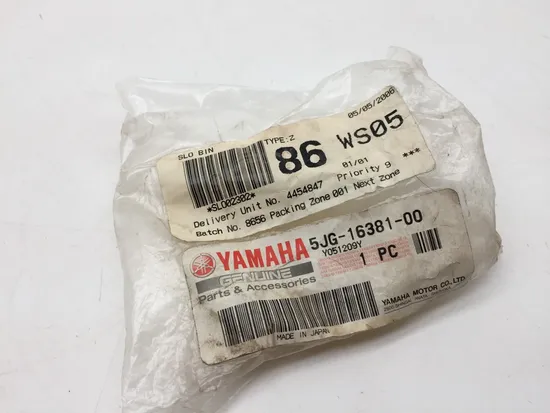 SLO BIN
TYPE:Z
05/05/2006
86 WS05
*SL002302*
01/01
Delivery Unit No. 4454847 Priority 9 ***
Batch No. 8656 Packing Zone 001 Next Zone
YAMAHA
GENUINE
Parts & Accessories
5JG-16381-00
Y051209Y
1 PC
YAMAHA MOTOR CO.,LTD.
MADE IN JAPAN